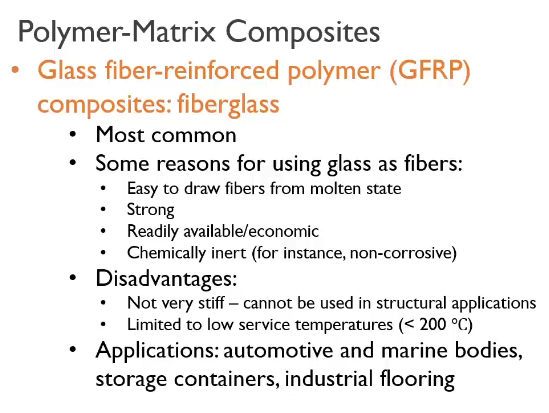 Polymer-Matrix Composites
• Glass fiber-reinforced polymer (GFRP)
composites: fiberglass
• Most common
• Some reasons for using glass as fibers:
• Easy to draw fibers from molten state
• Strong
• Readily available/economic
• Chemically inert (for instance, non-corrosive)
• Disadvantages:
• Not very stiff – cannot be used in structural applications
• Limited to low service temperatures (< 200 °C)
• Applications: automotive and marine bodies,
storage containers, industrial flooring